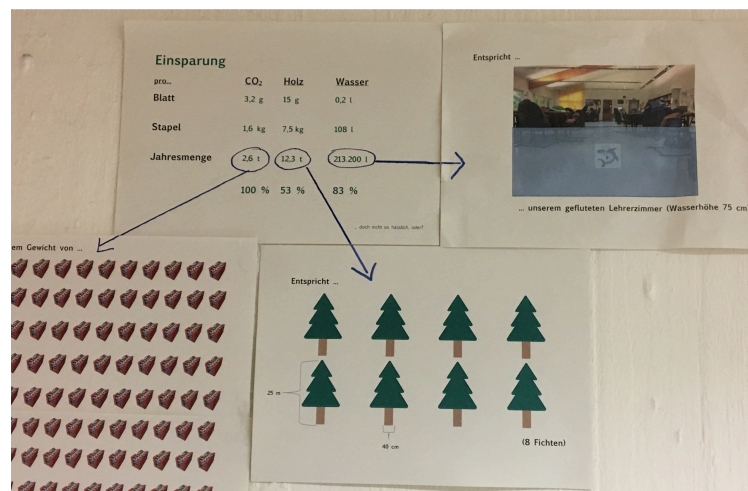 Einsparung
pro... CO₂ Holz Wasser
Blatt 3,2 g 15 g 0,2 l
Stapel 1,6 kg 7,5 kg 108 l
Jahresmenge 2,6 t 12,3 t 213.200 l
100 % 53 % 83 %
... doch nicht so hässlich, oder?
Entspricht ...
... unserem gefluteten Lehrerzimmer (Wasserhöhe 75 cm
em Gewicht von ...
Entspricht ...
25 m
48 cm
(8 Fichten)